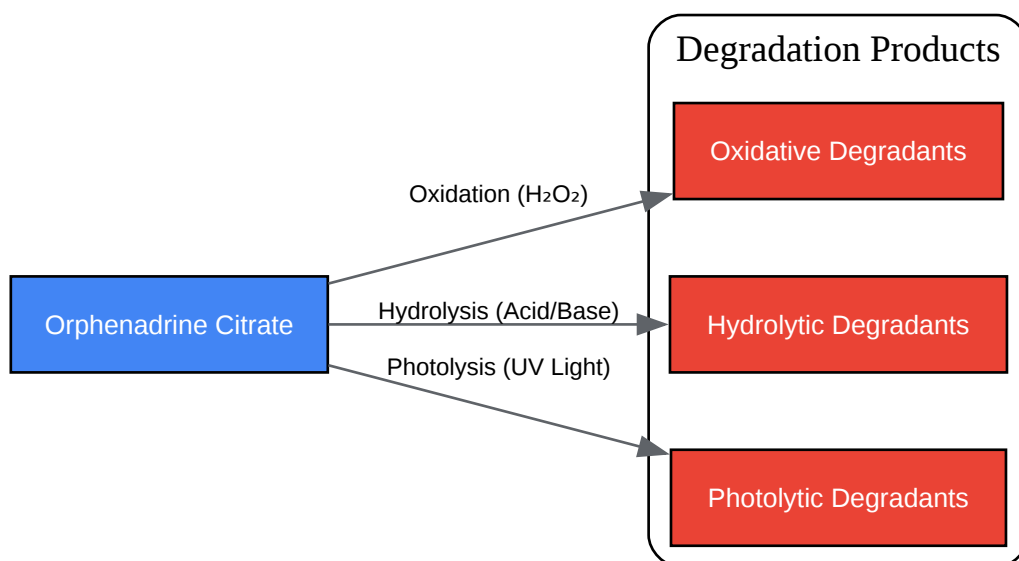 Degradation Products
Oxidative Degradants
Oxidation (H₂O₂)
Orphenadrine Citrate
Hydrolysis (Acid/Base)
Hydrolytic Degradants
Photolysis (UV Light)
Photolytic Degradants